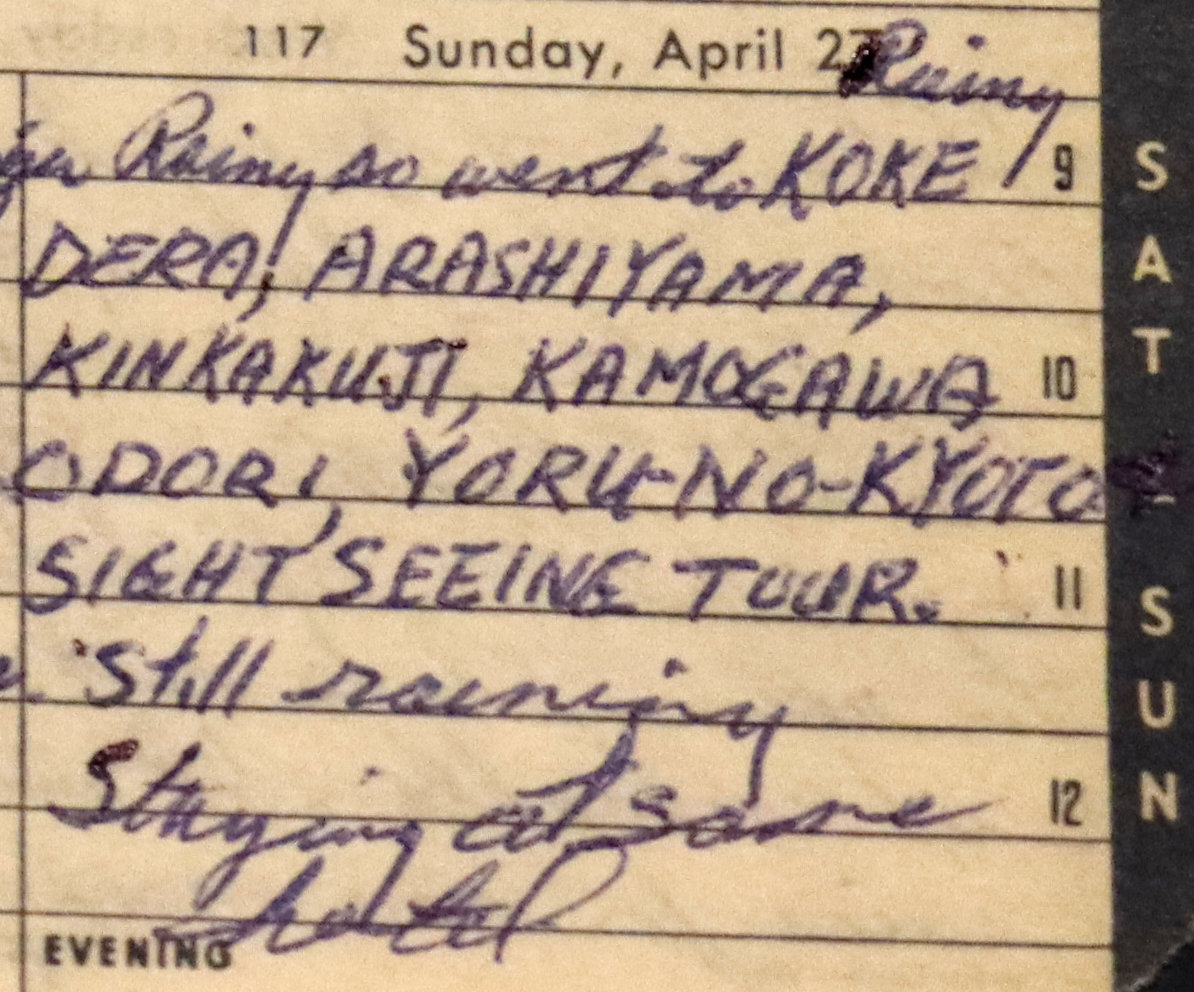 117 Sunday, April 27 Rainy
Rainy so went to KOKE 9
DERA, ARASHIYAMA,
KINKAKUJI, KAMOGAWA 10
ODORI, YORU-NO-KYOTO
SIGHT SEEING TOUR. 11
Still raining
Staying at same 12
hotel
EVENING
SAT - SUN